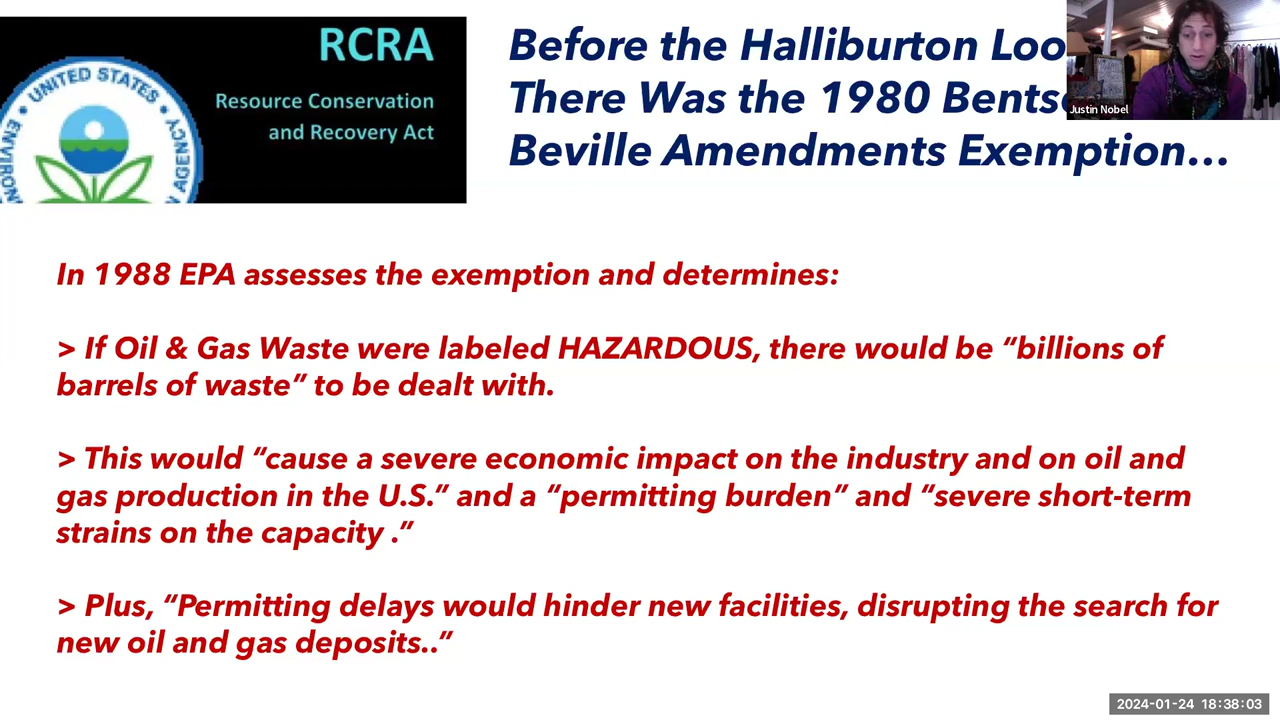 RCRA
Resource Conservation
and Recovery Act
UNITED STATES
AGENCY
Before the Halliburton
There Was the 1980
Beville Amendments Exemption…
Justin Nobel
In 1988 EPA assesses the exemption and determines:
> If Oil & Gas Waste were labeled HAZARDOUS, there would be “billions of
barrels of waste” to be dealt with.
> This would “cause a severe economic impact on the industry and on oil and
gas production in the U.S.” and a “permitting burden” and “severe short-term
strains on the capacity .”
> Plus, “Permitting delays would hinder new facilities, disrupting the search for
new oil and gas deposits..”
2024-01-24 18:38:03